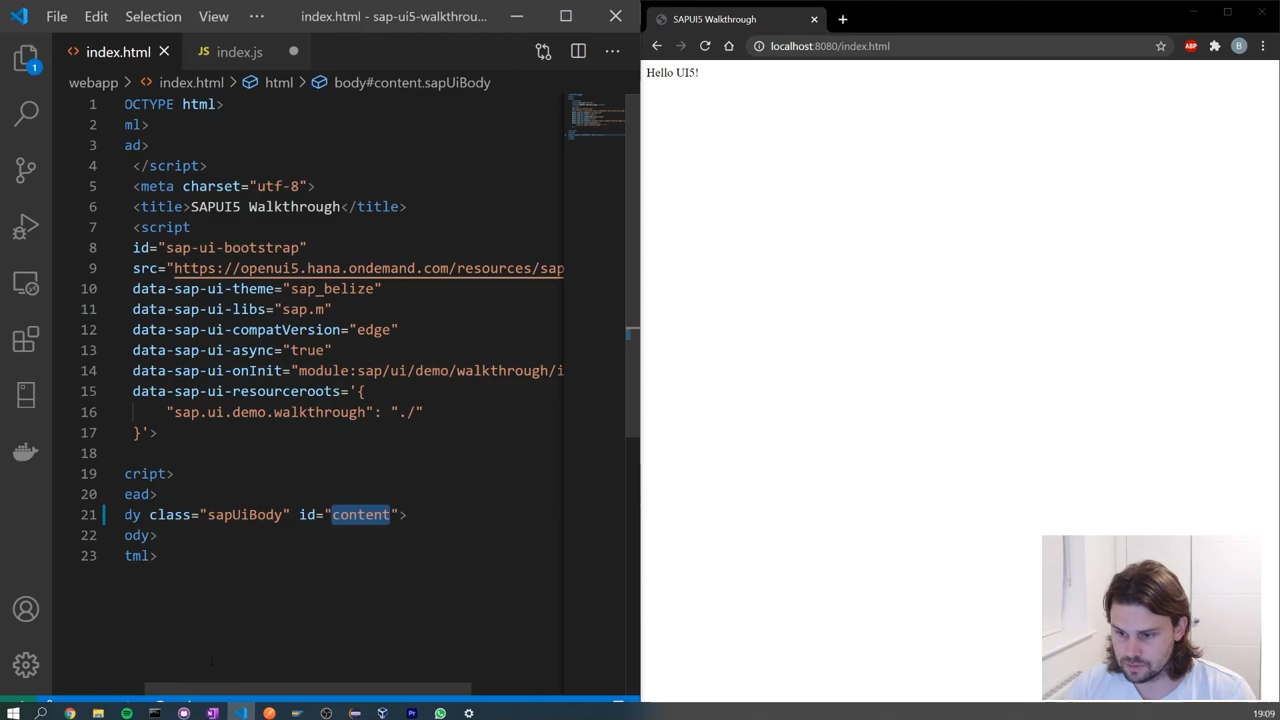 File Edit Selection View ··· index.html - sap-ui5-walkthrou...
index.html index.js
webapp > index.html > html > body#content.sapUiBody
1 OCTYPE html>
2 ml>
3 ad>
4 </script>
5 <meta charset="utf-8">
6 <title>SAPUI5 Walkthrough</title>
7 <script
8 id="sap-ui-bootstrap"
9 src="https://openui5.hana.ondemand.com/resources/sap
10 data-sap-ui-theme="sap_belize"
11 data-sap-ui-libs="sap.m"
12 data-sap-ui-compatVersion="edge"
13 data-sap-ui-async="true"
14 data-sap-ui-onInit="module:sap/ui/demo/walkthrough/i
15 data-sap-ui-resourceroots='{
16 "sap.ui.demo.walkthrough": "./"
17 }'>
18
19 cript>
20 ead>
21 dy class="sapUiBody" id="content">
22 ody>
23 tml>
1
SAPUI5 Walkthrough
localhost:8080/index.html
ABP
B
Hello UI5!
19:09